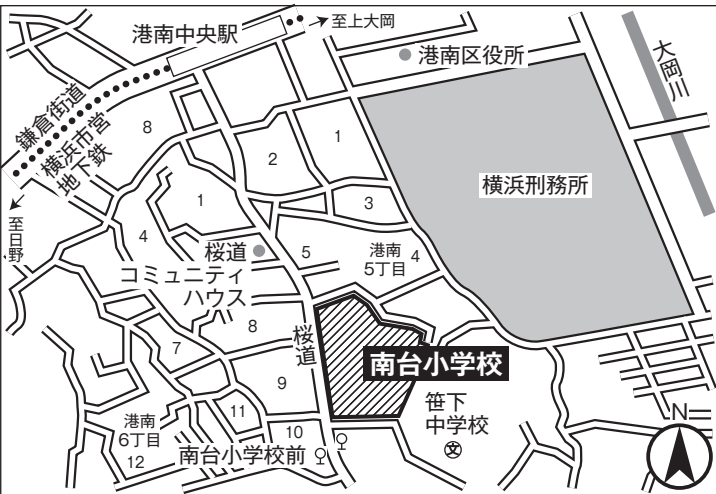 港南中央駅
至上大岡
港南区役所
大岡川
鎌倉街道
横浜市営
地下鉄
至日野
8
2
1
3
横浜刑務所
1
4
桜道
コミュニティ
ハウス
5
港南
5丁目
4
8
桜道
7
9
南台小学校
笹下
中学校
文
11
港南
6丁目
12
10
南台小学校前
N